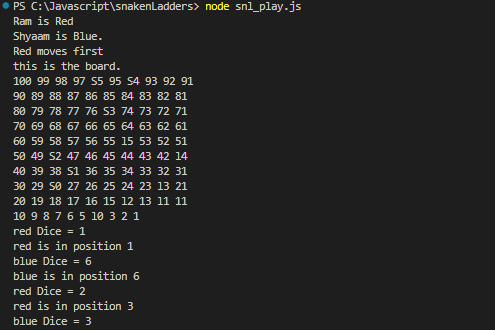 PS C:\Javascript\snakenLadders> node snl_play.js
Ram is Red
Shyaam is Blue.
Red moves first
this is the board.
100 99 98 97 S5 95 S4 93 92 91
90 89 88 87 86 85 84 83 82 81
80 79 78 77 76 S3 74 73 72 71
70 69 68 67 66 65 64 63 62 61
60 59 58 57 56 55 l5 53 52 51
50 49 S2 47 46 45 44 43 42 l4
40 39 38 S1 36 35 34 33 32 31
30 29 S0 27 26 25 24 23 l3 21
20 19 18 17 16 15 l2 13 l1 11
10 9 8 7 6 5 l0 3 2 1
red Dice = 1
red is in position 1
blue Dice = 6
blue is in position 6
red Dice = 2
red is in position 3
blue Dice = 3